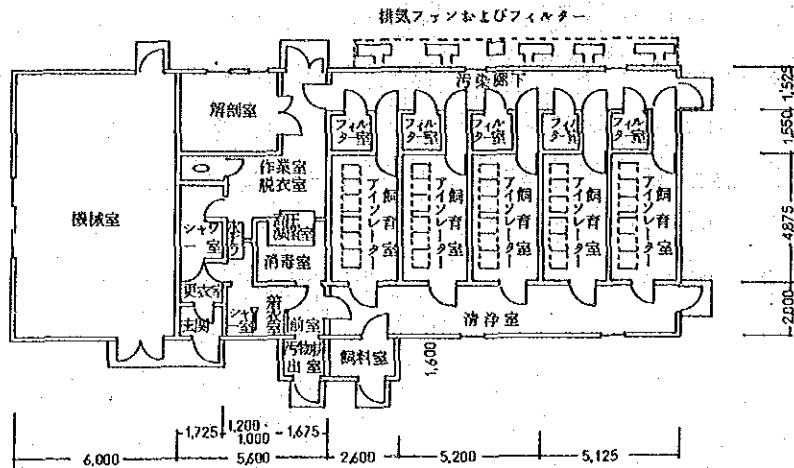 排気ファンおよびフィルター
汚染廊下
解剖室
フィルター室
フィルター室
フィルター室
フィルター室
フィルター室
作業室
脱衣室
機械室
シャワー室
消毒室
飼育室
アイソレーター
飼育室
アイソレーター
飼育室
アイソレーター
飼育室
アイソレーター
飼育室
アイソレーター
更衣室
玄関
シャワー室
着衣室
前室
清浄室
汚物排出室
飼料室
1,600
1,525
1,550
4,875
2,000
1,725
1,200
1,000
1,675
6,000
5,600
2,600
5,200
5,125